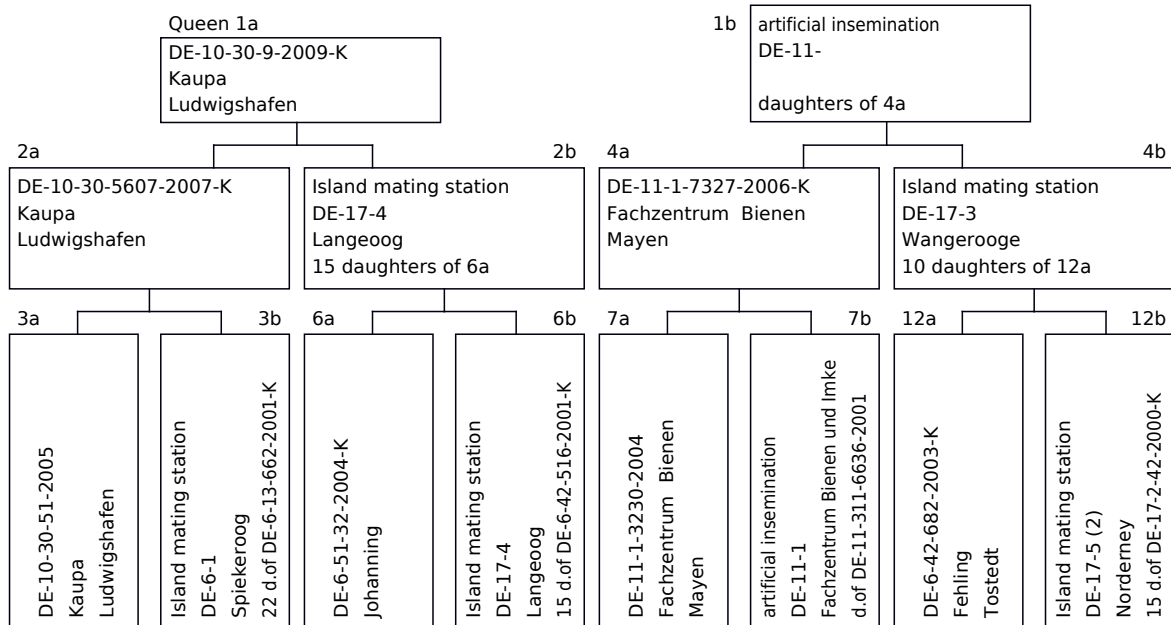 Queen 1a
DE-10-30-9-2009-K
Kaupa
Ludwigshafen
1b
artificial insemination
DE-11-
daughters of 4a
2a
DE-10-30-5607-2007-K
Kaupa
Ludwigshafen
2b
Island mating station
DE-17-4
Langeoog
15 daughters of 6a
4a
DE-11-1-7327-2006-K
Fachzentrum Bienen
Mayen
4b
Island mating station
DE-17-3
Wangerooge
10 daughters of 12a
3a
DE-10-30-51-2005
Kaupa
Ludwigshafen
3b
Island mating station
DE-6-1
Spiekeroog
22 d.of DE-6-13-662-2001-K
6a
DE-6-51-32-2004-K
Johanning
6b
Island mating station
DE-17-4
Langeoog
15 d.of DE-6-42-516-2001-K
7a
DE-11-1-3230-2004
Fachzentrum Bienen
Mayen
7b
artificial insemination
DE-11-1
Fachzentrum Bienen und Imke
d.of DE-11-311-6636-2001
12a
DE-6-42-682-2003-K
Fehling
Tostedt
12b
Island mating station
DE-17-5 (2)
Norderney
15 d.of DE-17-2-42-2000-K